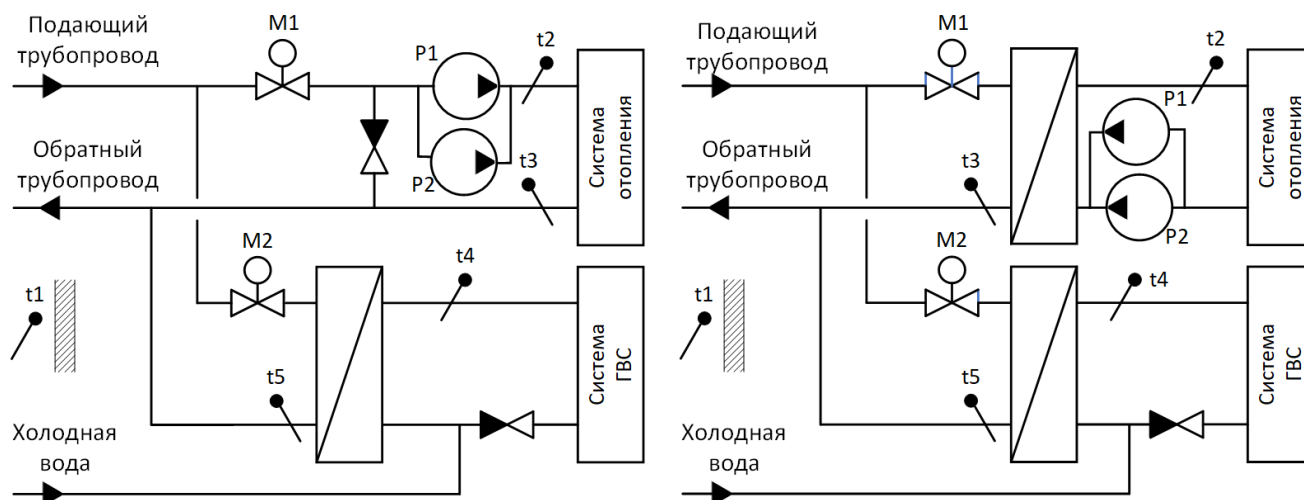 Подающий
трубопровод
M1
P1
t2
Система
отопления
Обратный
трубопровод
P2
t3
M2
t4
t1
t5
Система
ГВС
Холодная
вода
Подающий
трубопровод
M1
t2
P1
Система
отопления
Обратный
трубопровод
t3
P2
M2
t4
t1
t5
Система
ГВС
Холодная
вода